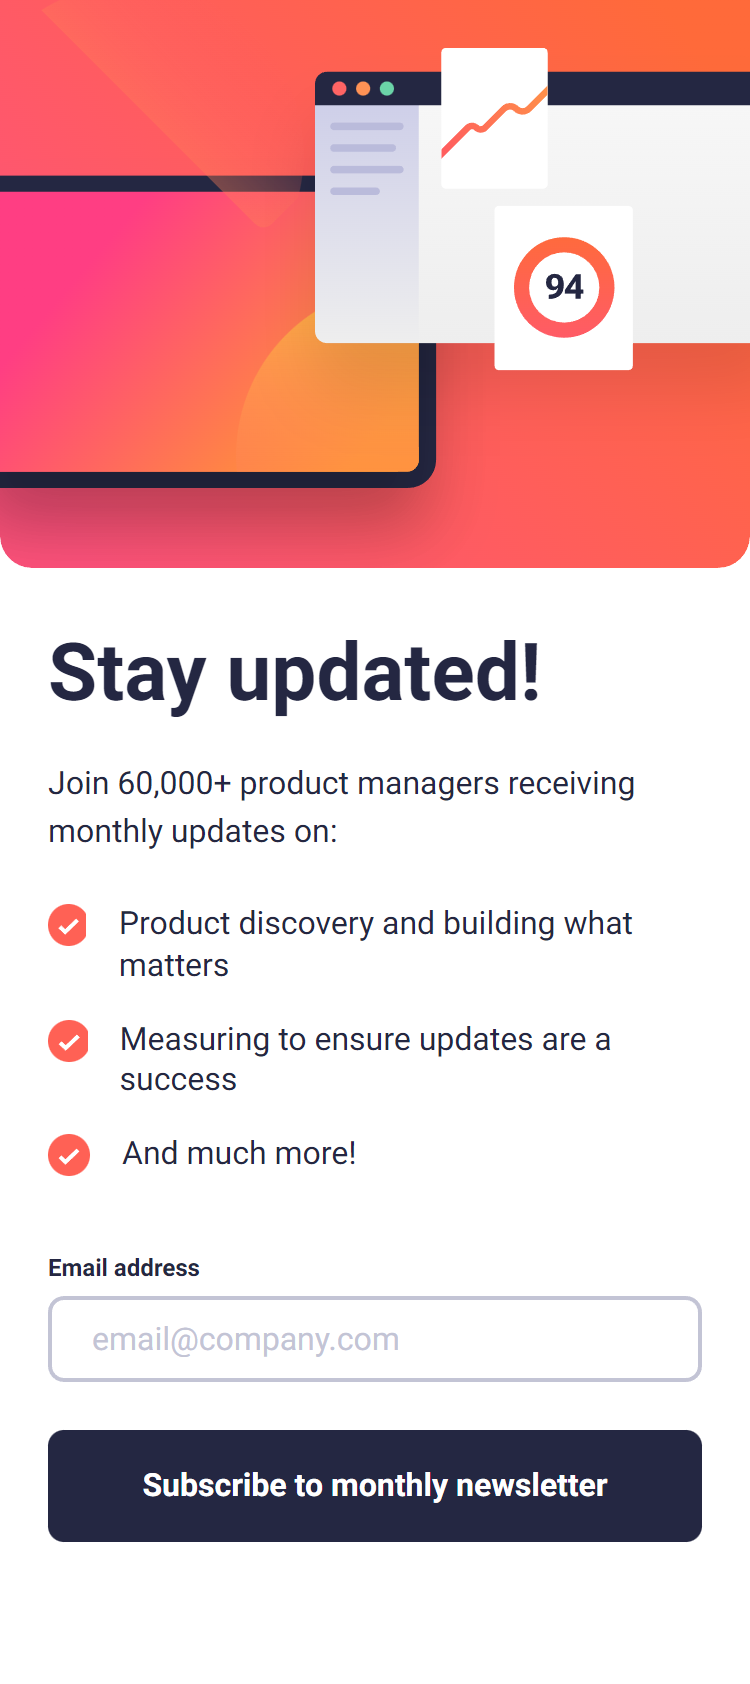 94
Stay updated!
Join 60,000+ product managers receiving
monthly updates on:
Product discovery and building what
matters
Measuring to ensure updates are a
success
And much more!
Email address
email@company.com
Subscribe to monthly newsletter